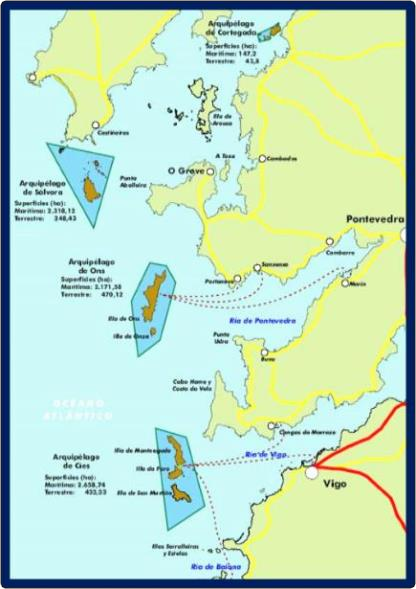 Arquipélago
de Cortegada
Superficies (ha):
Marítima: 147,2
Terrestre: 43,8
Castiñeiras
Illa de
Arousa
A Toxa
O Grove
Cambados
Arquipélago
de Sálvora
Superficies (ha):
Marítima: 2.318,12
Terrestre: 248,43
Punta
Abelleira
Pontevedra
Arquipélago
de Ons
Superficies (ha):
Marítima: 2.171,58
Terrestre: 470,12
Combarro
Sanxenxo
Portonovo
Marín
Illa de Ons
Illa de Onza
Ría de Pontevedra
Punta
Udra
Bueu
Cabo Home y
Costa da Vela
OCÉANO
ATLÁNTICO
Cangas do Morrazo
Illa de Monteagudo
Ría de Vigo
Arquipélago
de Cíes
Illa do Faro
Superficies (ha):
Marítima: 2.658,74
Terrestre: 433,53
Illa de San Martiño
Vigo
Illas Serralleiras
y Estelas
Ría de Baiona